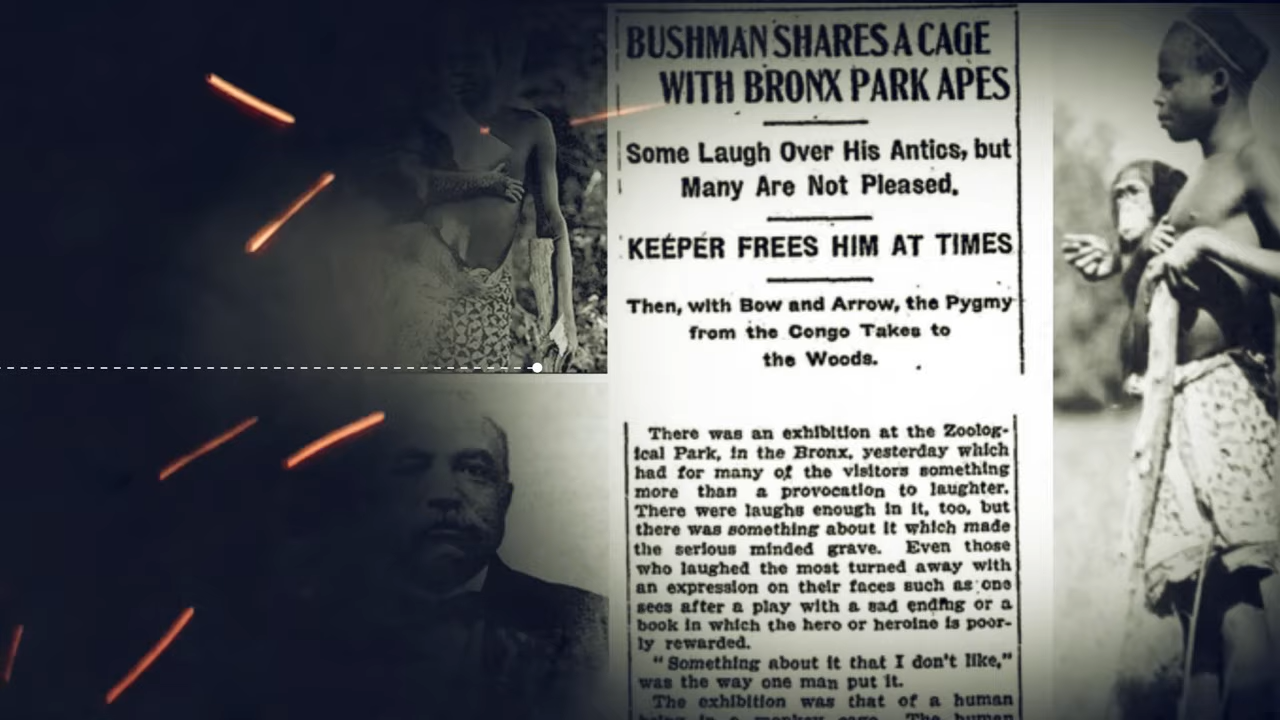 BUSHMAN SHARES A CAGE
WITH BRONX PARK APES
Some Laugh Over His Antics, but
Many Are Not Pleased.
KEEPER FREES HIM AT TIMES
Then, with Bow and Arrow, the Pygmy
from the Congo Takes to
the Woods.
There was an exhibition at the Zoolog-
ical Park, in the Bronx, yesterday which
had for many of the visitors something
more than a provocation to laughter.
There were laughs enough in it, too, but
there was something about it which made
the serious minded grave. Even those
who laughed the most turned away with
an expression on their faces such as one
sees after a play with a sad ending or a
book in which the hero or heroine is poor-
ly rewarded.
"Something about it that I don't like,"
was the way one man put it.
The exhibition was that of a human
being in a monkey cage. The human